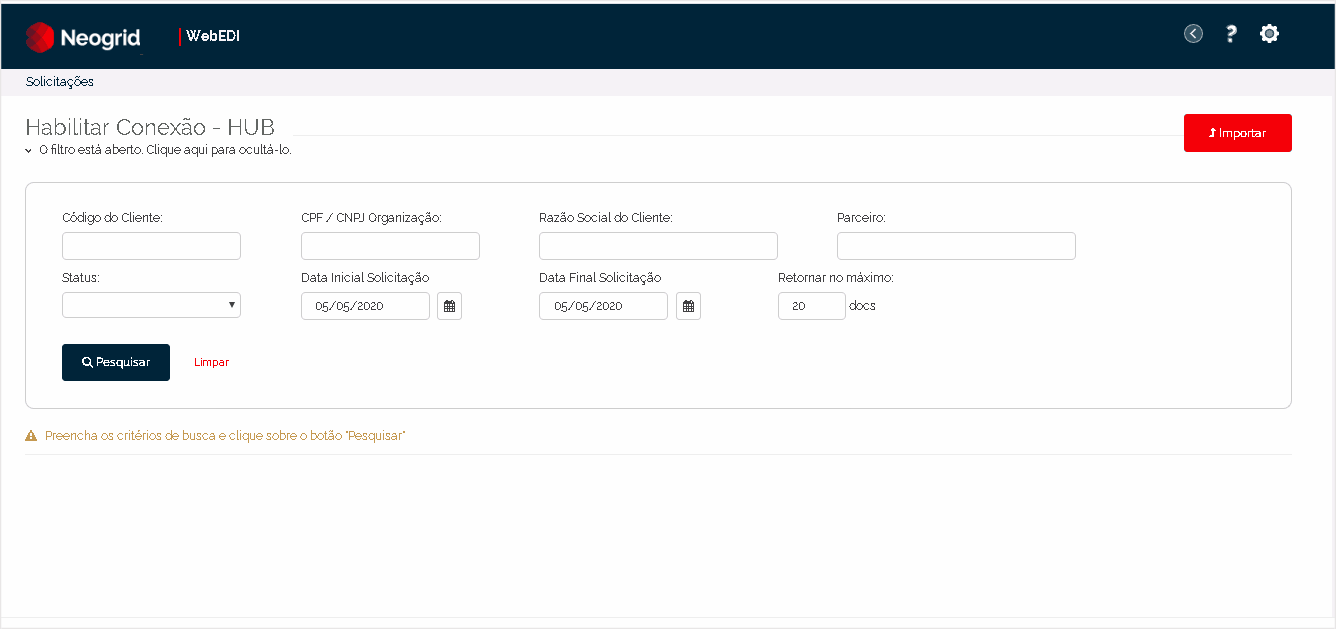 Neogrid
WebEDI
Solicitações
Habilitar Conexão - HUB
O filtro está aberto. Clique aqui para ocultá-lo.
Importar
Código do Cliente: CPF / CNPJ Organização: Razão Social do Cliente: Parceiro:
Status: Data Inicial Solicitação Data Final Solicitação Retornar no máximo:
05/05/2020 05/05/2020 20 docs
Pesquisar Limpar
Preencha os critérios de busca e clique sobre o botão "Pesquisar"